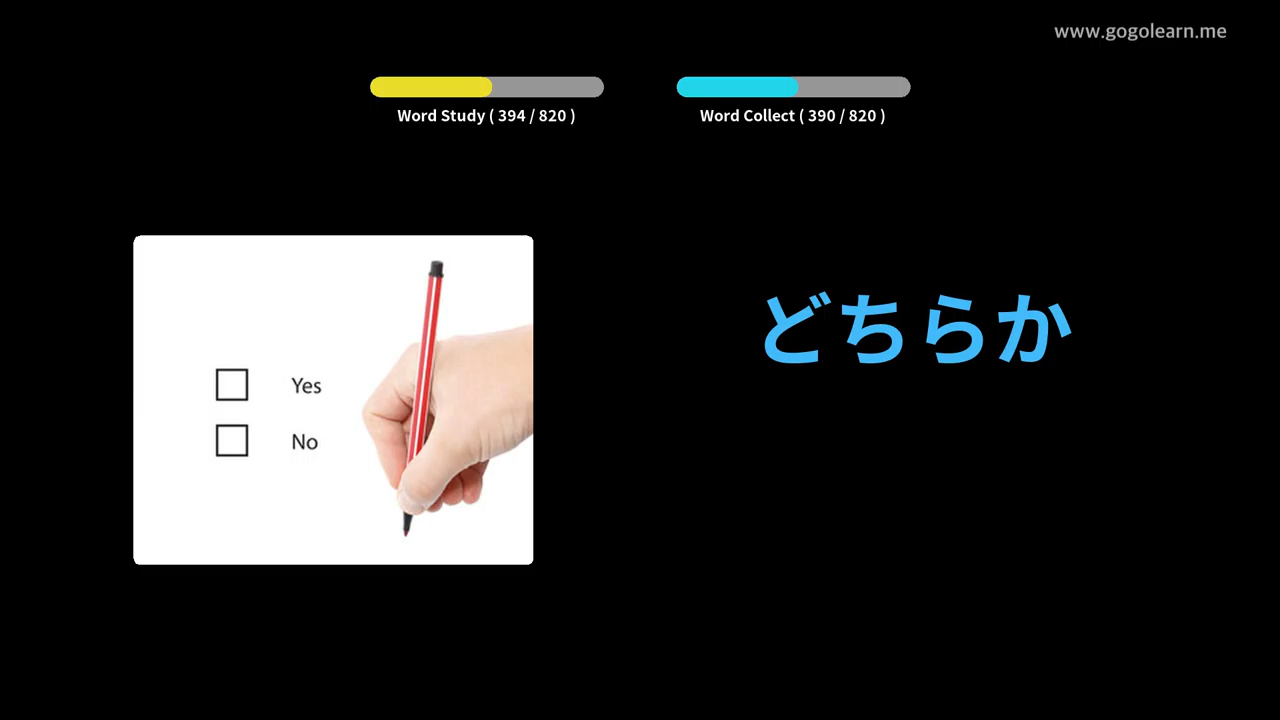 www.gogolearn.me
Word Study ( 394 / 820 )
Word Collect ( 390 / 820 )
Yes
No
どちらか